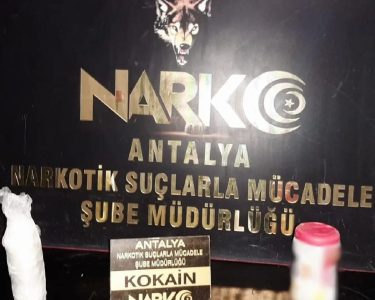 NARKO
ANTALYA
NARKOTİK SUÇLARLA MÜCADELE
ŞUBE MÜDÜRLÜĞÜ
ANTALYA
NARKOTİK SUÇLARLA MÜCADELE
ŞUBE MÜDÜRLÜĞÜ
KOKAİN
NARKO